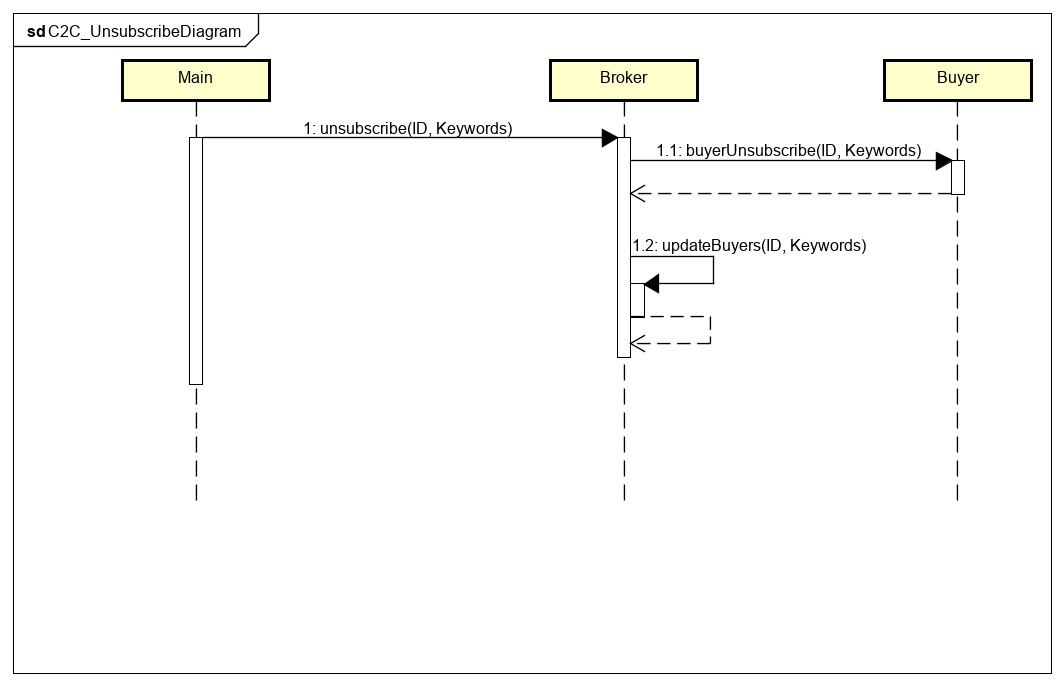 sd C2C_UnsubscribeDiagram
Main
Broker
Buyer
1: unsubscribe(ID, Keywords)
1.1: buyerUnsubscribe(ID, Keywords)
1.2: updateBuyers(ID, Keywords)